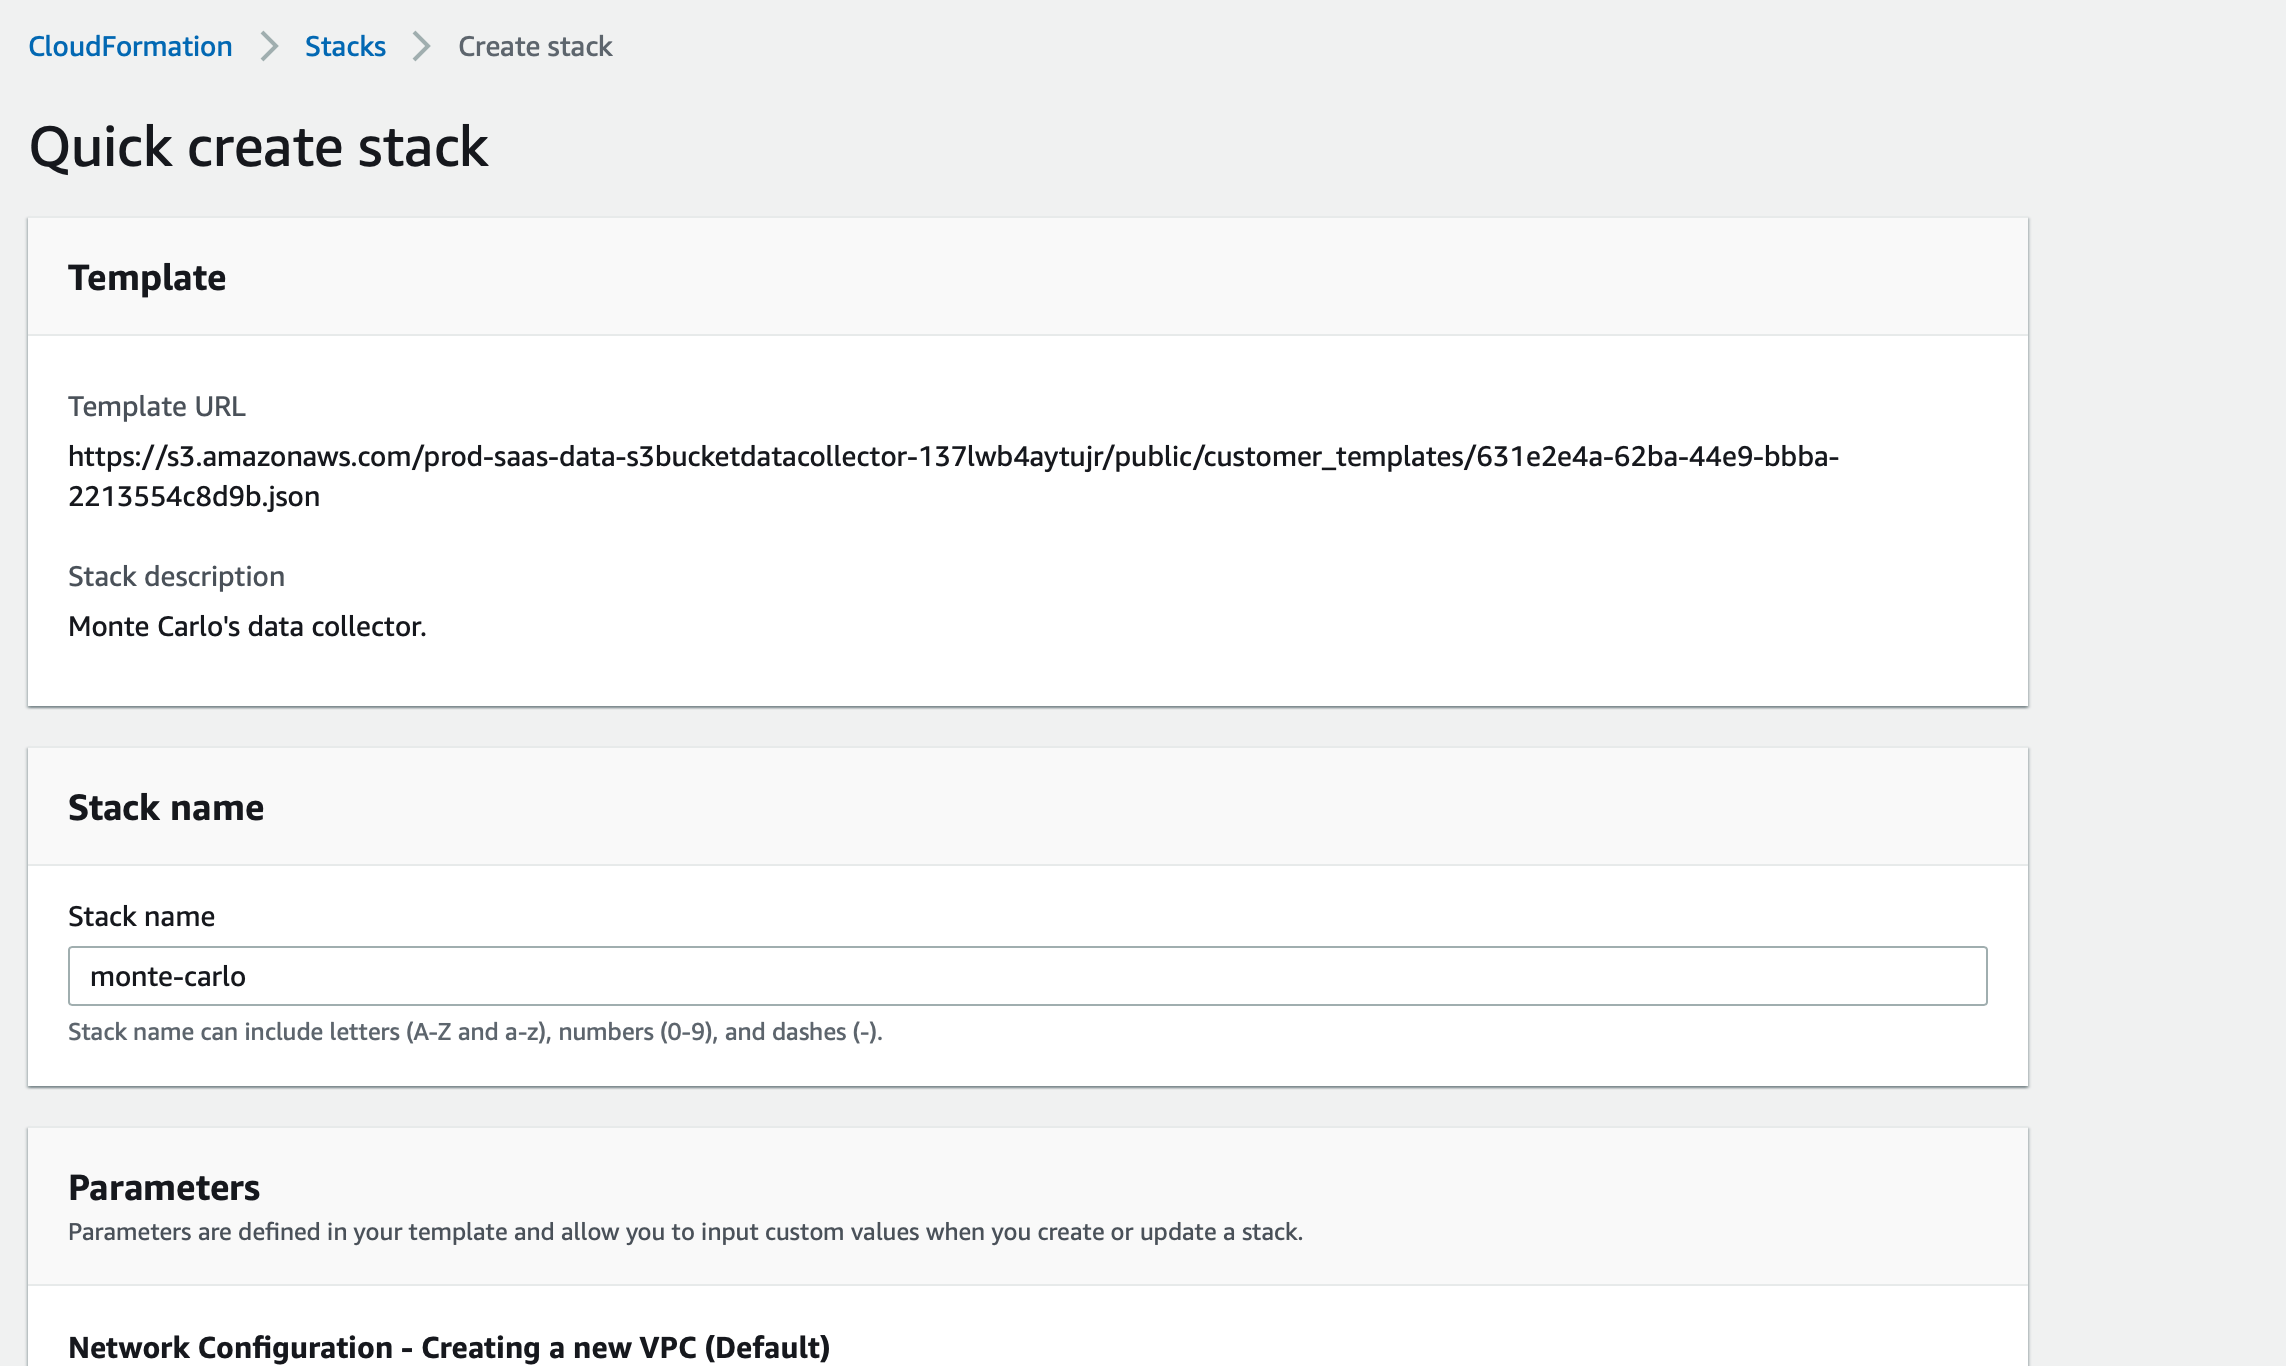 CloudFormation > Stacks > Create stack
Quick create stack
Template
Template URL
https://s3.amazonaws.com/prod-saas-data-s3bucketdatacollector-137lwb4aytujr/public/customer_templates/631e2e4a-62ba-44e9-bbba-
2213554c8d9b.json
Stack description
Monte Carlo's data collector.
Stack name
Stack name
monte-carlo
Stack name can include letters (A-Z and a-z), numbers (0-9), and dashes (-).
Parameters
Parameters are defined in your template and allow you to input custom values when you create or update a stack.
Network Configuration - Creating a new VPC (Default)